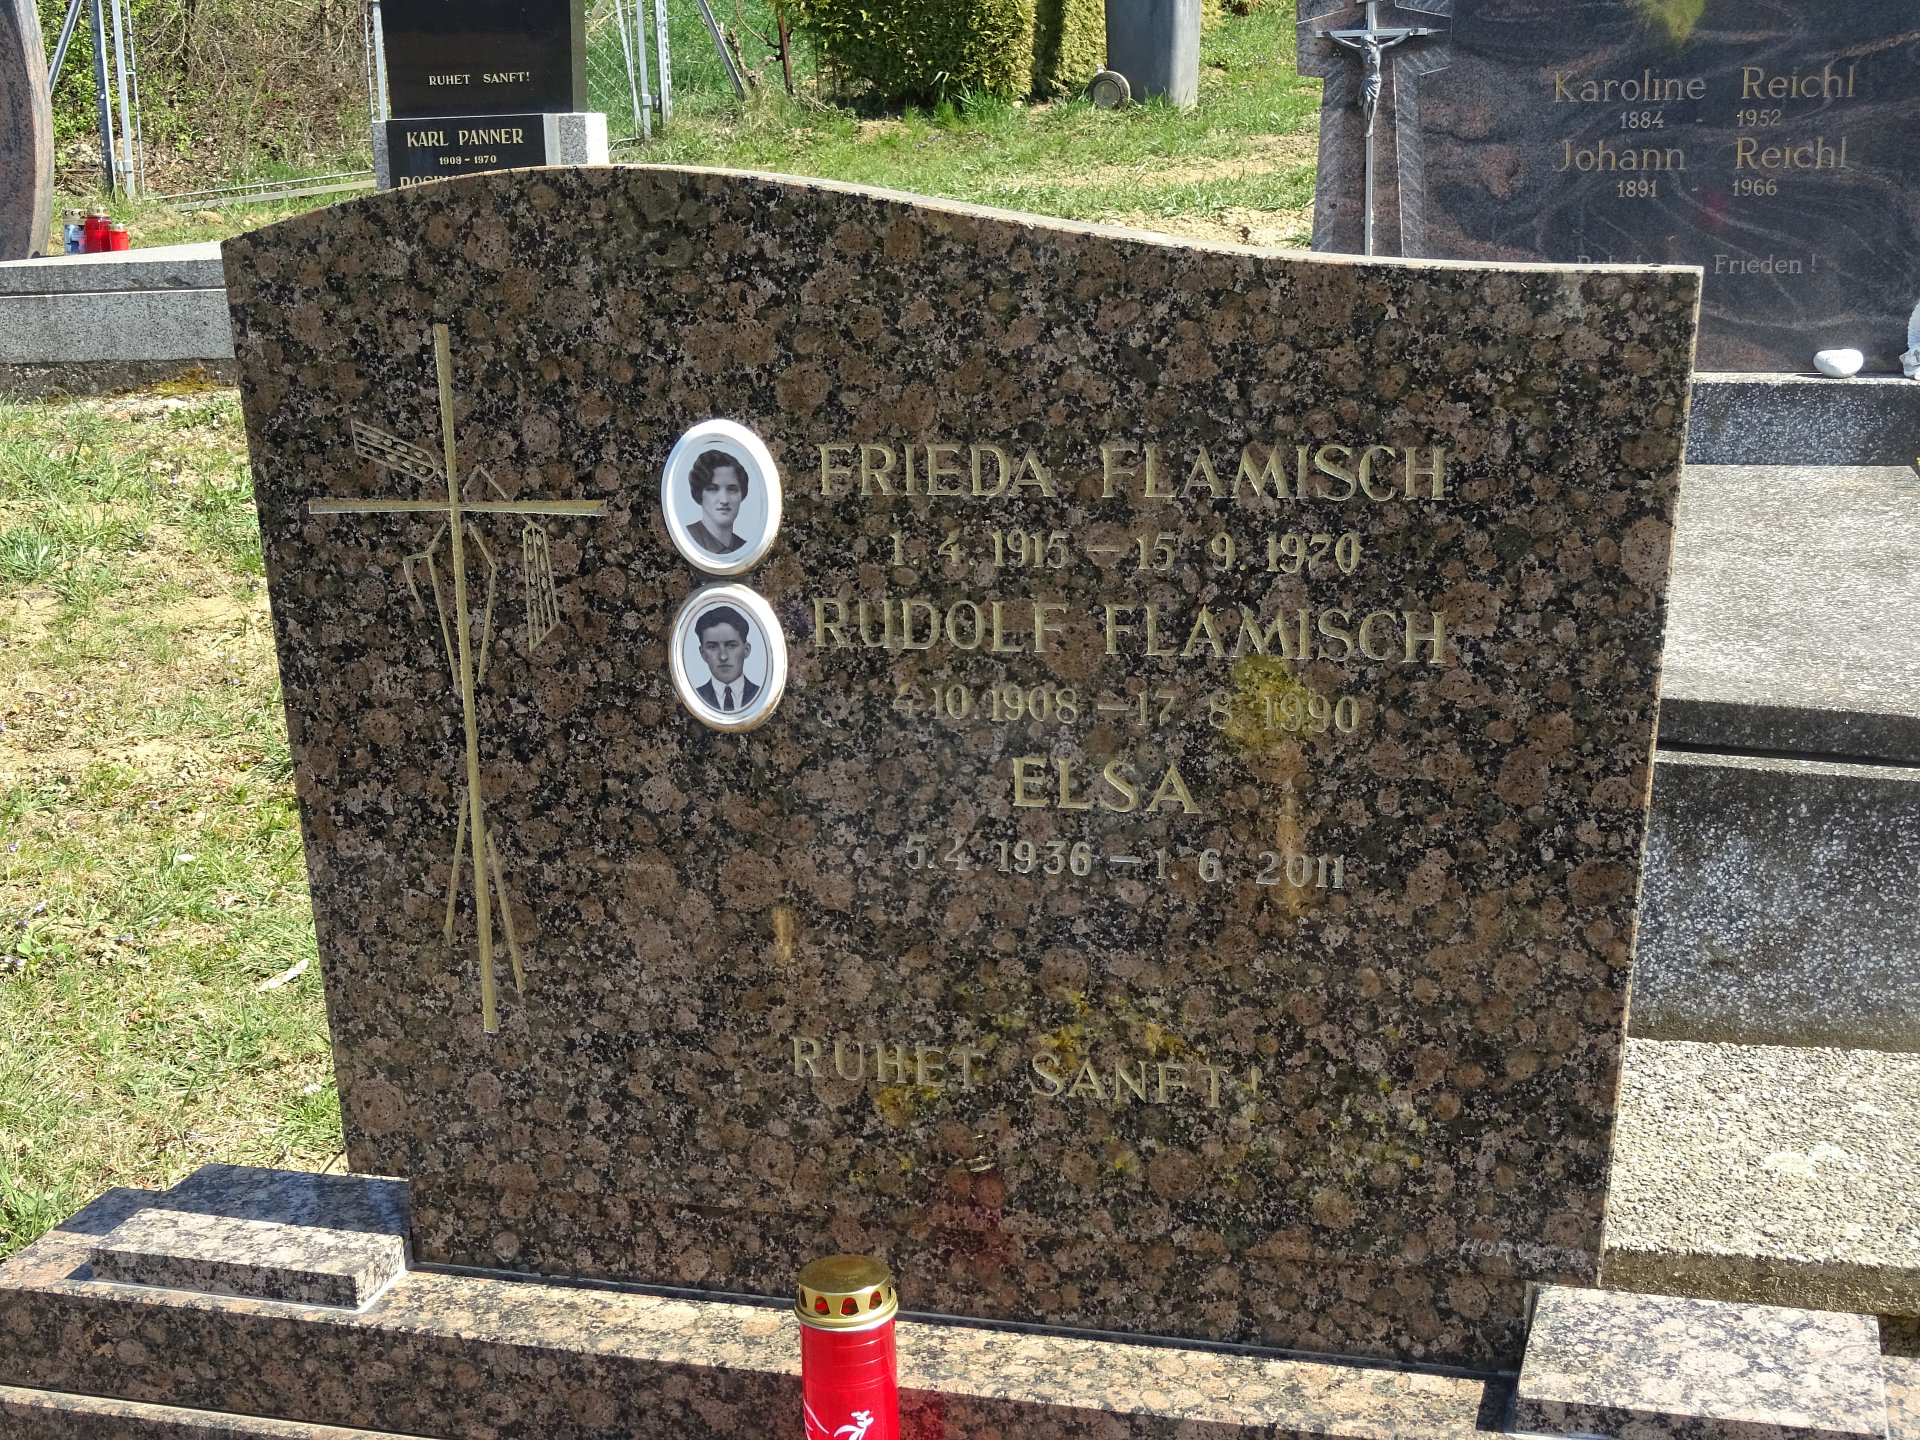 RUHET SANFT!
KARL PANNER
1908 - 1970
Karoline Reichl
1884 - 1952
Johann Reichl
1891 - 1966
Frieden!
FRIEDA FLAMISCH
1. 4. 1915 — 15. 9. 1970
RUDOLF FLAMISCH
4.10.1908 — 17. 8. 1990
ELSA
5.4. 1936 — 1. 6. 2011
RUHET SANFT!